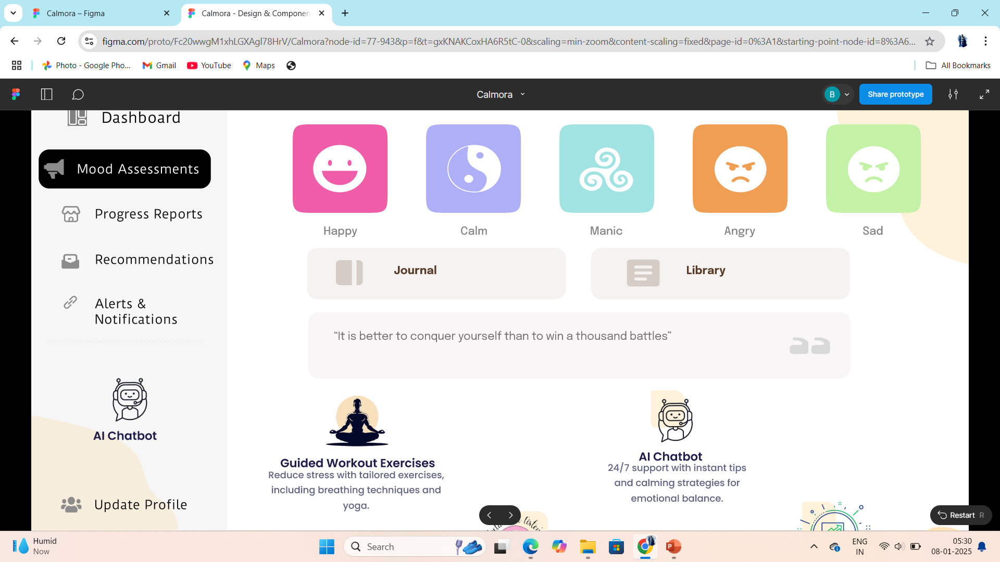 Calmora – Figma
Calmora - Design & Componen
figma.com/proto/Fc20wwgM1xhLGXAgl78HrV/Calmora?node-id=77-943&p=f&t=gxKNAKCoxHA6R5tC-0&scaling=min-zoom&content-scaling=fixed&page-id=0%3A1&starting-point-node-id=8%3A6...
Photo - Google Pho...
Gmail
YouTube
Maps
All Bookmarks
Calmora
B
Share prototype
Dashboard
Mood Assessments
Progress Reports
Recommendations
Alerts &
Notifications
AI Chatbot
Update Profile
Happy
Calm
Manic
Angry
Sad
Journal
Library
“It is better to conquer yourself than to win a thousand battles”
Guided Workout Exercises
Reduce stress with tailored exercises,
including breathing techniques and
yoga.
AI Chatbot
24/7 support with instant tips
and calming strategies for
emotional balance.
Restart R
Humid
Now
Search
ENG
IN
05:30
08-01-2025